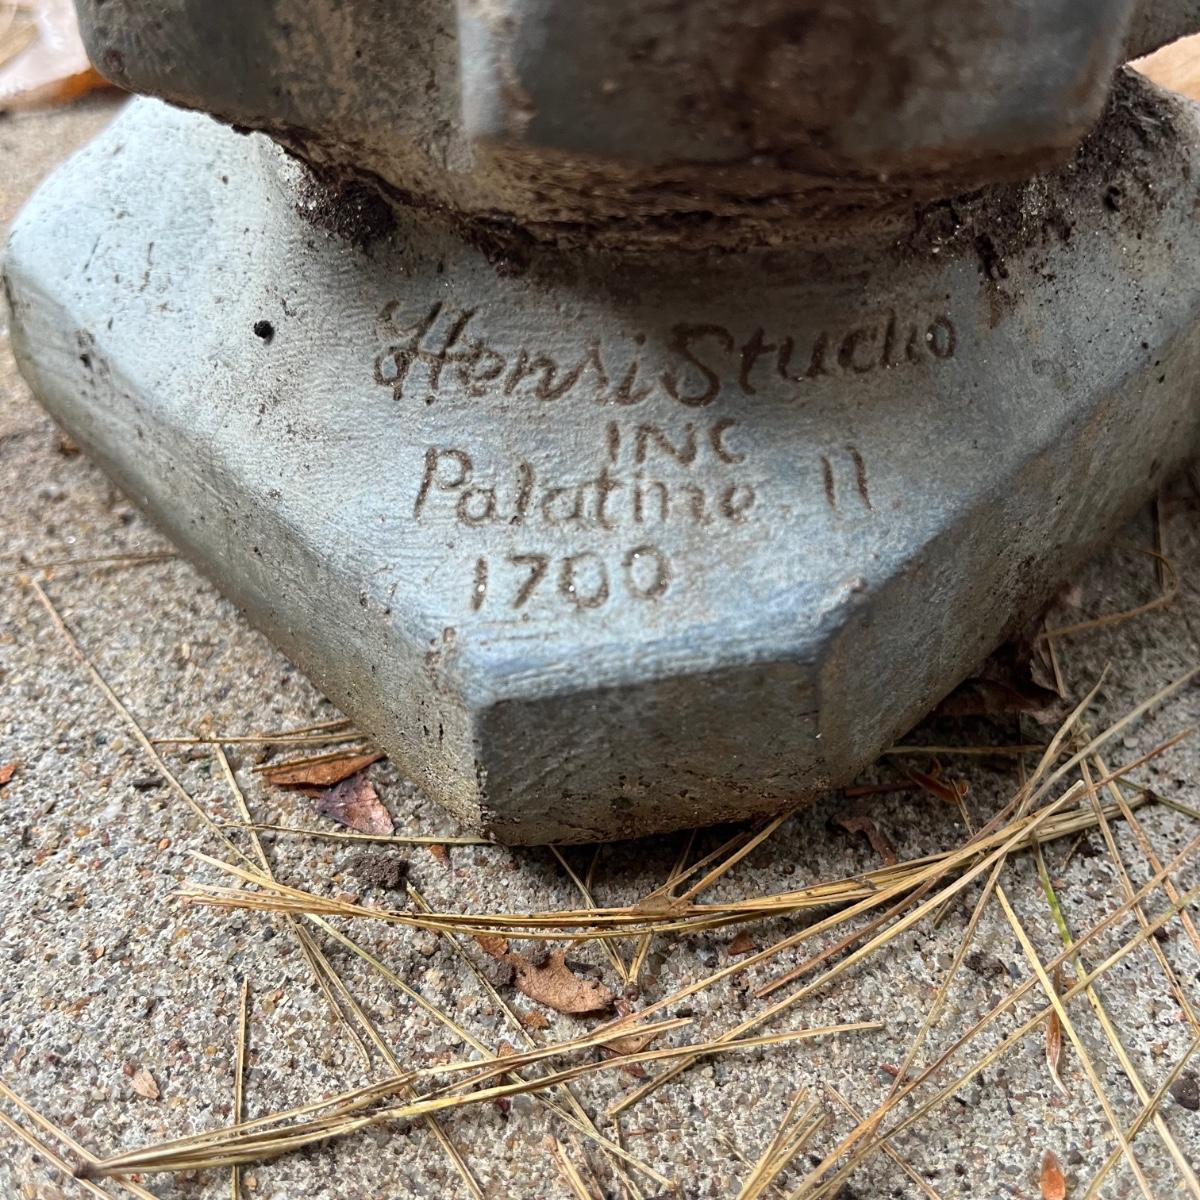 Henri Studio
INC
Palatine Il
1700